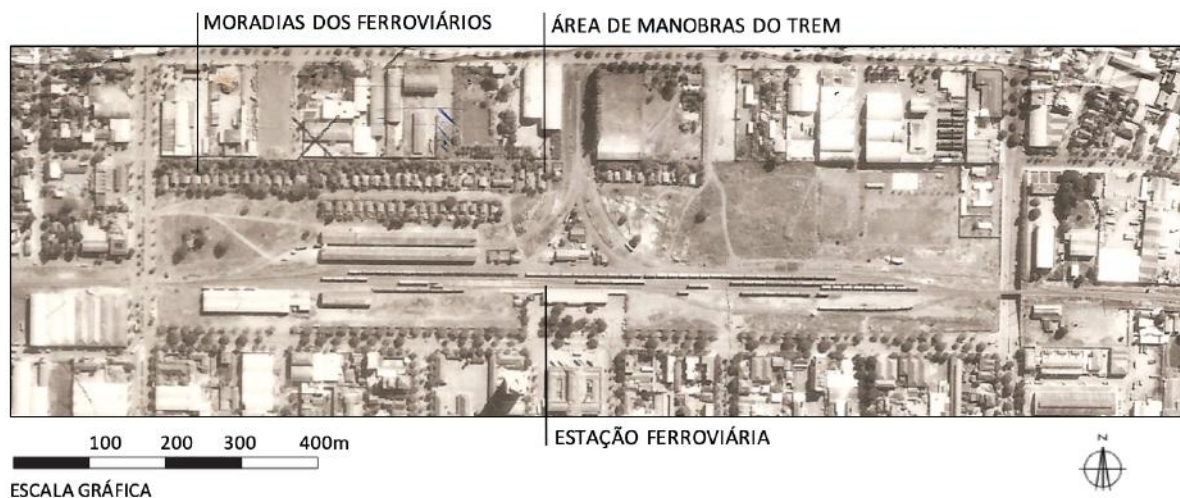 MORADIAS DOS FERROVIÁRIOS
ÁREA DE MANOBRAS DO TREM
ESTAÇÃO FERROVIÁRIA
100 200 300 400m
ESCALA GRÁFICA
N